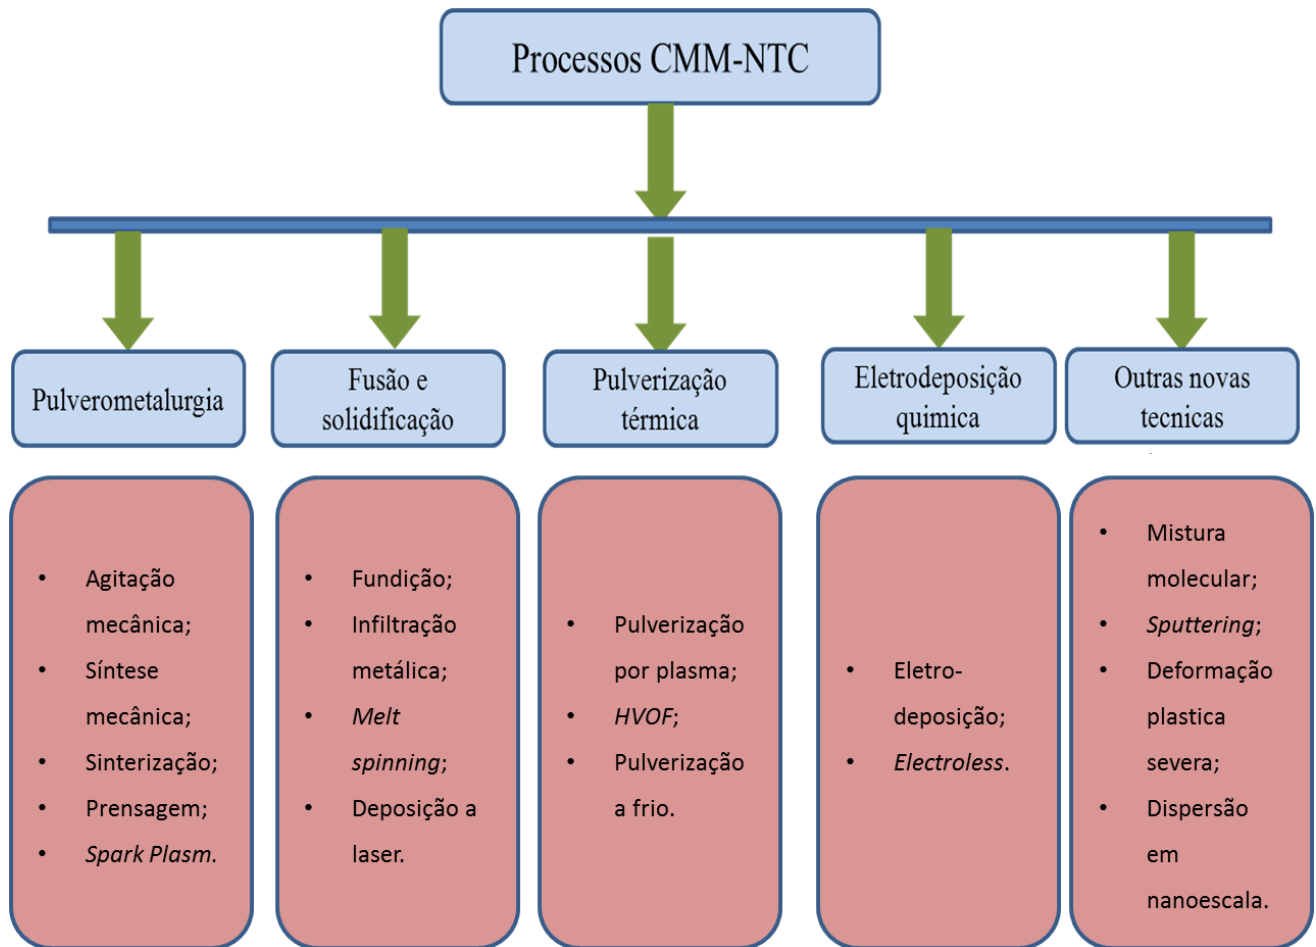 Processos CMM-NTC
Pulverometalurgia
Fusão e
solidificação
Pulverização
térmica
Eletrodeposição
quimica
Outras novas
tecnicas
• Agitação
mecânica;
• Síntese
mecânica;
• Sinterização;
• Prensagem;
• Spark Plasm.
• Fundição;
• Infiltração
metálica;
• Melt
spinning;
• Deposição a
laser.
• Pulverização
por plasma;
• HVOF;
• Pulverização
a frio.
• Eletro-
deposição;
• Electroless.
• Mistura
molecular;
• Sputtering;
• Deformação
plastica
severa;
• Dispersão
em
nanoescala.